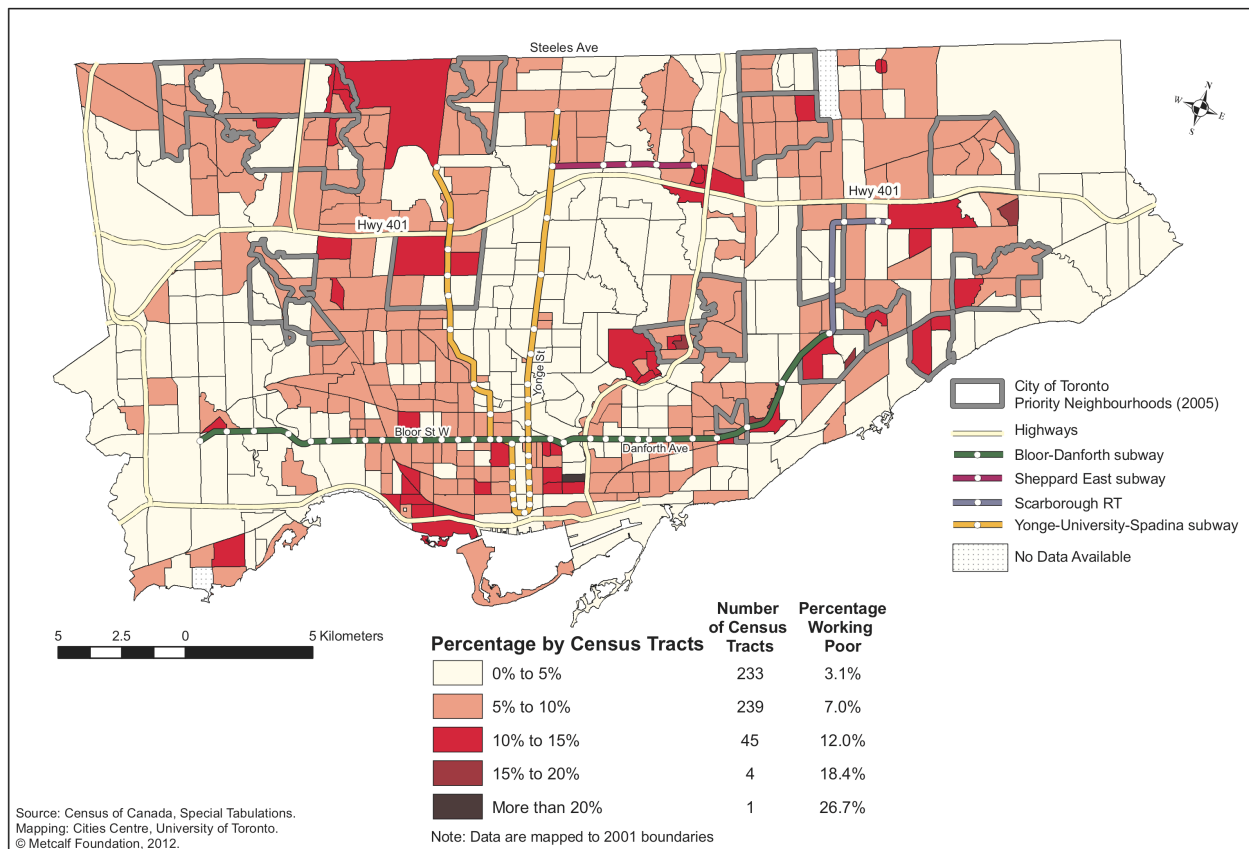 Steeles Ave
N
W
E
S
Hwy 401
Hwy 401
Yonge St
Bloor St W
Danforth Ave
City of Toronto
Priority Neighbourhoods (2005)
Highways
Bloor-Danforth subway
Sheppard East subway
Scarborough RT
Yonge-University-Spadina subway
No Data Available
5 2.5 0 5 Kilometers
Percentage by Census Tracts
Number of Census Tracts
Percentage Working Poor
0% to 5% 233 3.1%
5% to 10% 239 7.0%
10% to 15% 45 12.0%
15% to 20% 4 18.4%
More than 20% 1 26.7%
Note: Data are mapped to 2001 boundaries
Source: Census of Canada, Special Tabulations.
Mapping: Cities Centre, University of Toronto.
© Metcalf Foundation, 2012.